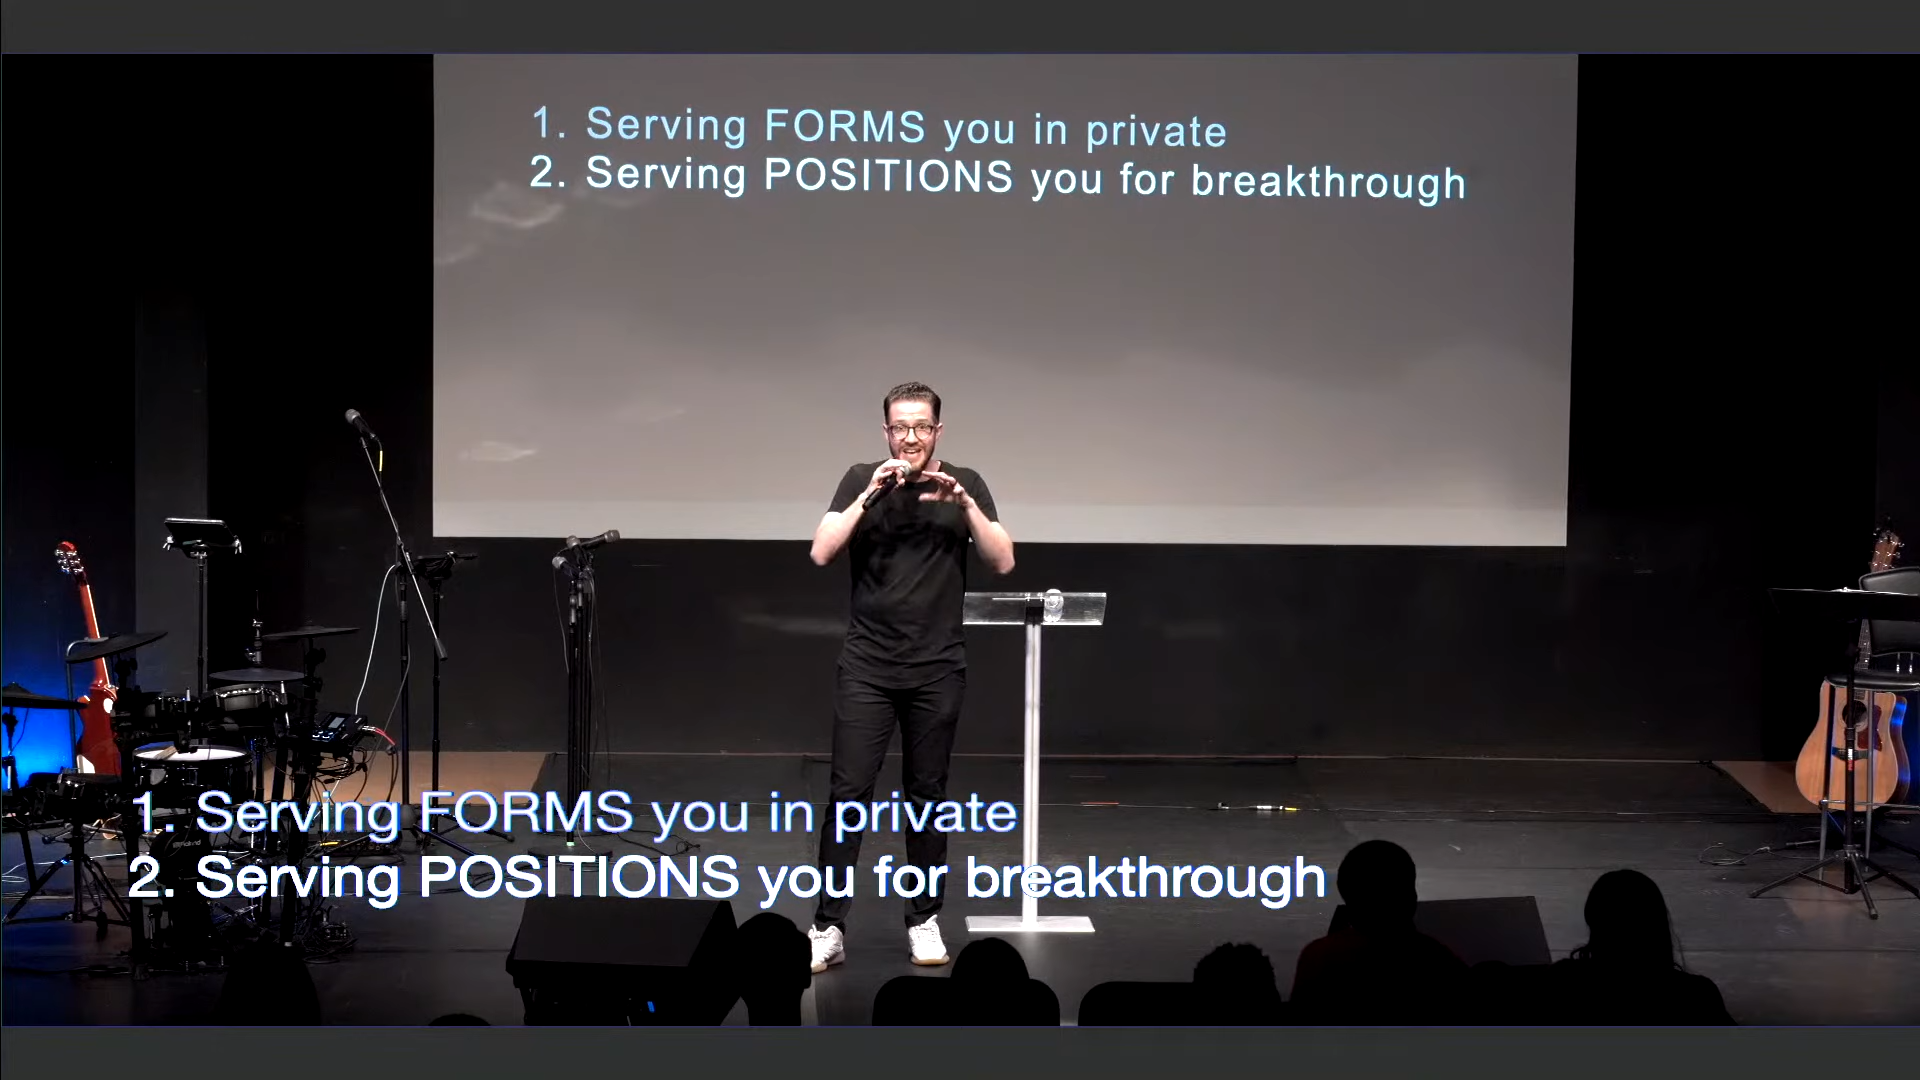 1. Serving FORMS you in private
2. Serving POSITIONS you for breakthrough
1. Serving FORMS you in private
2. Serving POSITIONS you for breakthrough